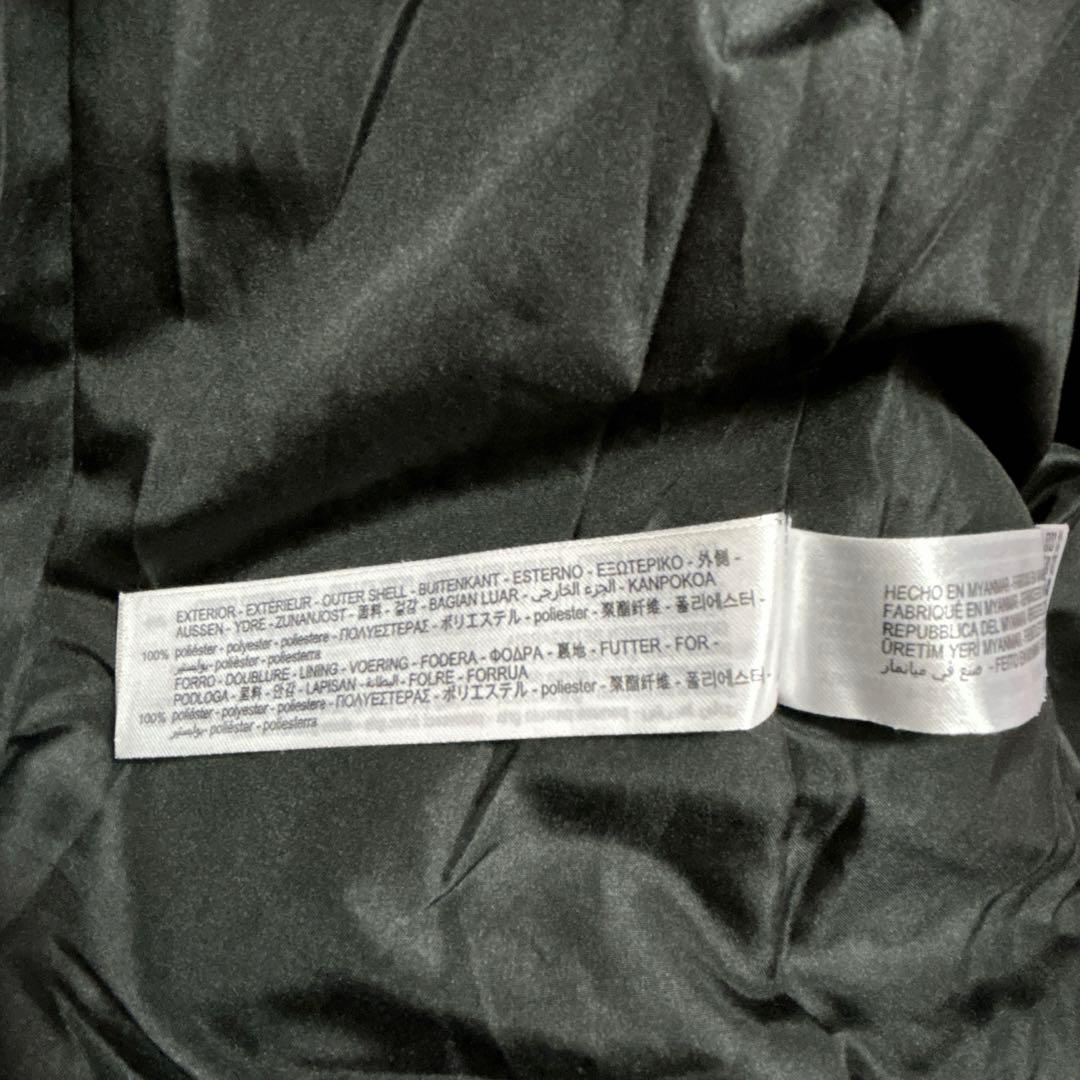 EXTERIOR - EXTERIEUR - OUTER SHELL - BUITENKANT - ESTERNO - ΕΞΩΤΕΡΙΚΟ - 外側 -
AUSSEN - YDRE - ZUNANJOST - 面料 - 겉감 - BAGIAN LUAR - الجزء الخارجي - KANPOKOA
100% poliéster - polyester - poliestere - ΠΟΛΥΕΣΤΕΡΑΣ - ポリエステル - poliester - 聚酯纤维 - 폴리에스터 -
بوليستر - polièster - poliesterra
FORRO - DOUBLURE - LINING - VOERING - FODERA - ΦΟΔΡΑ - 裏地 - FUTTER - FOR -
PODLOGA - 里料 - 안감 - LAPISAN - البطانة - FOLRE - FORRUA
100% poliéster - polyester - poliestere - ΠΟΛΥΕΣΤΕΡΑΣ - ポリエステル - poliester - 聚酯纤维 - 폴리에스터 -
بوليستر - polièster - poliesterra
HECHO EN MYANMAR
FABRIQUÉ EN MYANMAR
REPUBBLICA DEL MYANMAR
ÜRETİM YERİ MYANMAR
صنع في ميانمار - FEITO